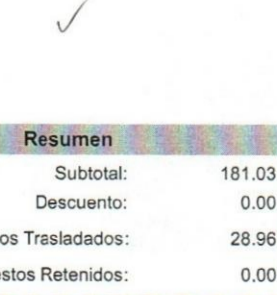 Resumen
Subtotal: 181.03
Descuento: 0.00
os Trasladados: 28.96
estos Retenidos: 0.00